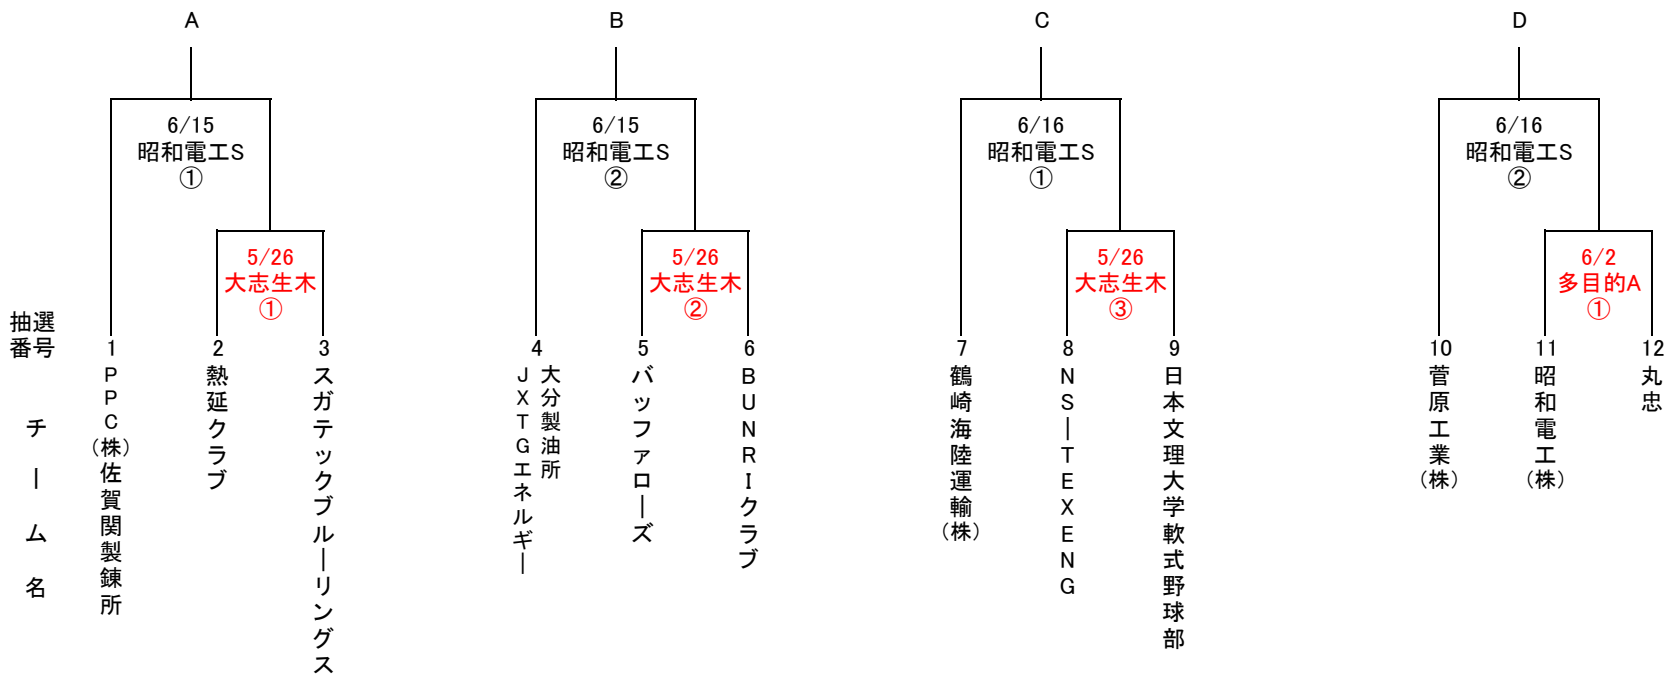 A
B
C
D
6/15
昭和電工S
①
6/15
昭和電工S
②
6/16
昭和電工S
①
6/16
昭和電工S
②
5/26
大志生木
①
5/26
大志生木
②
5/26
大志生木
③
6/2
多目的A
①
抽選
番号
1
2
3
4
5
6
7
8
9
10
11
12
チーム名
PPC(株)佐賀関製錬所
熱延クラブ
スガテックブルーリングス
大分製油所
JXTGエネルギー
バッファローズ
BUNRIクラブ
鶴崎海陸運輸(株)
NS―TEXENG
日本文理大学軟式野球部
菅原工業(株)
昭和電工(株)
丸忠